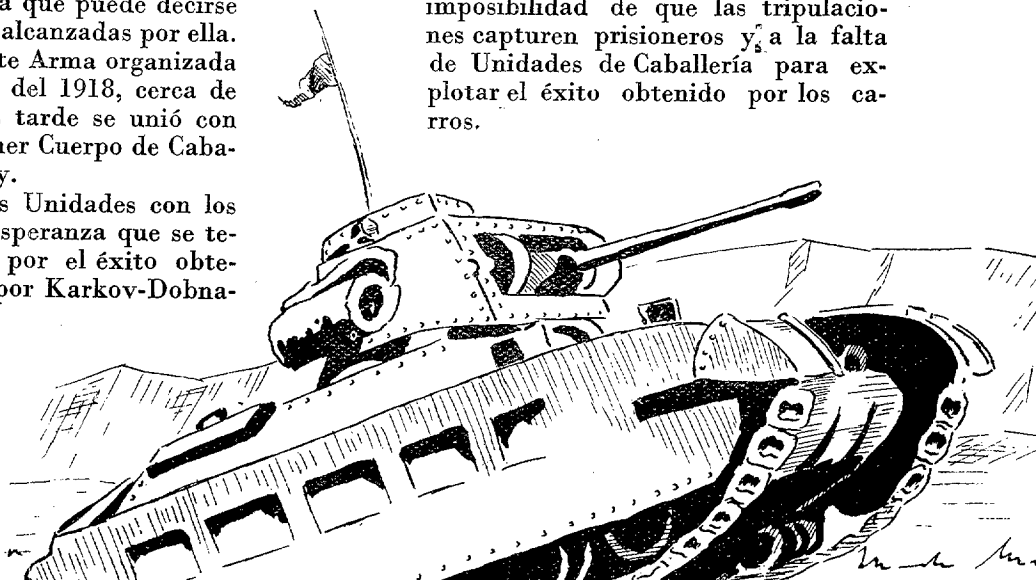 a que puede decirse
alcanzadas por ella.
te Arma organizada
del 1918, cerca de
tarde se unió con
ner Cuerpo de Caba-
y.
s Unidades con los
speranza que se te-
por el éxito obte-
por Karkov-Dobna-
imposibilidad de que las tripulacio-
nes capturen prisioneros y a la falta
de Unidades de Caballería para ex-
plotar el éxito obtenido por los ca-
rros.